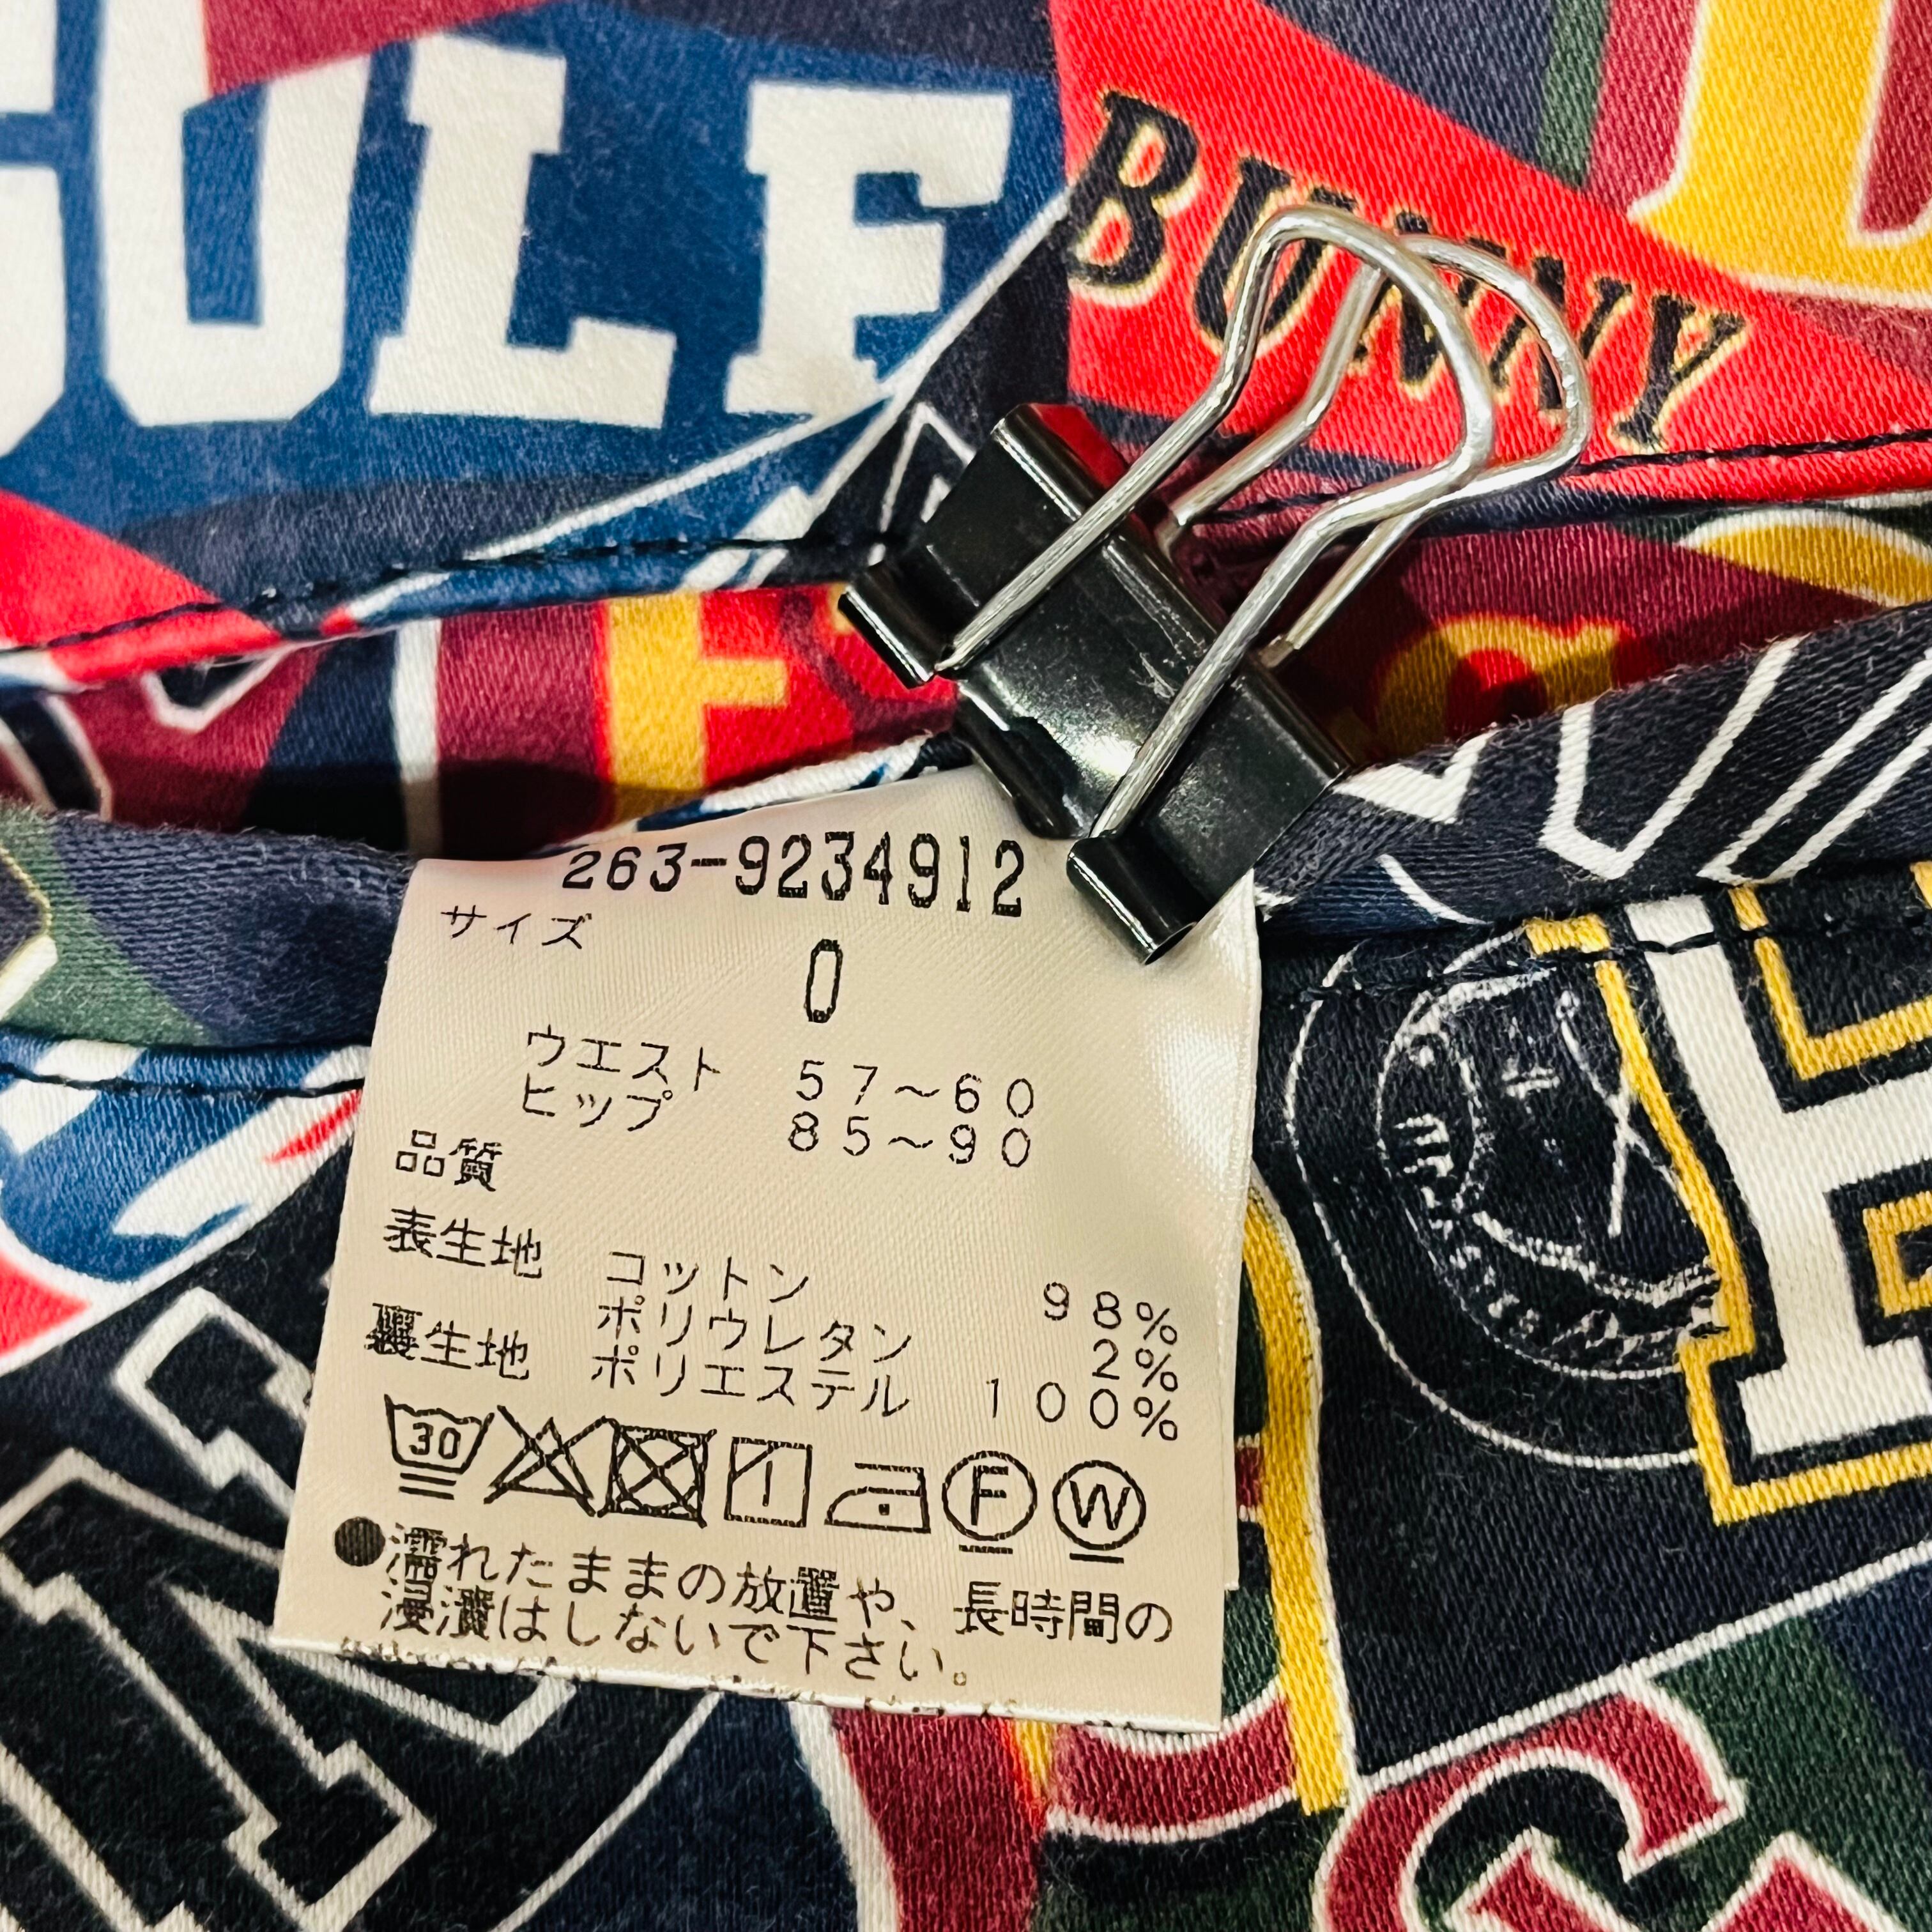 GOLF
BUNNY
263-9234912
サイズ
0
ウエスト 57~60
ヒップ 85~90
品質
表生地 コットン 98%
ポリウレタン 2%
裏生地 ポリエステル 100%
30
F
W
●濡れたままの放置や、長時間の
浸漬はしないで下さい。